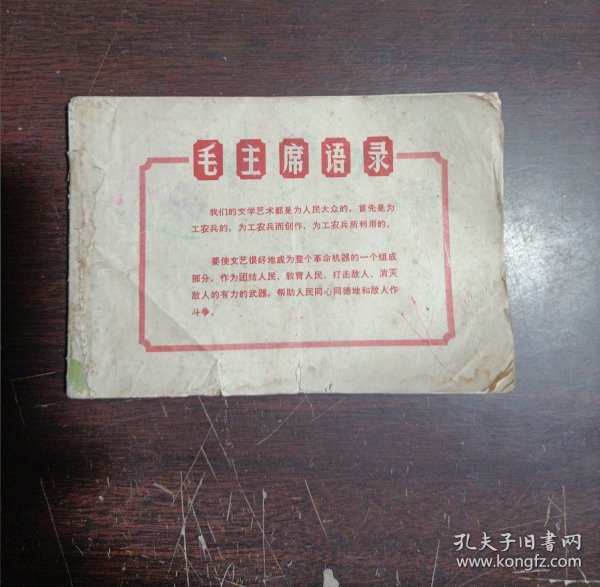 毛主席语录
我们的文学艺术都是为人民大众的，首先是为
工农兵的，为工农兵而创作，为工农兵所利用的。
要使文艺很好地成为整个革命机器的一个组成
部分，作为团结人民、教育人民、打击敌人、消灭
敌人的有力的武器，帮助人民同心同德地和敌人作
斗争。
孔夫子旧书网
www.kongfz.com